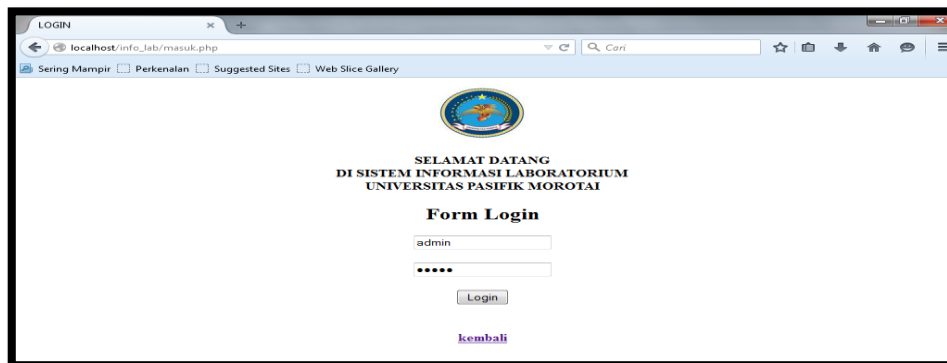 LOGIN
localhost/info_lab/masuk.php
Cari
Sering Mampir Perkenalan Suggested Sites Web Slice Gallery
SELAMAT DATANG
DI SISTEM INFORMASI LABORATORIUM
UNIVERSITAS PASIFIK MOROTAI
Form Login
admin
•••••
Login
kembali